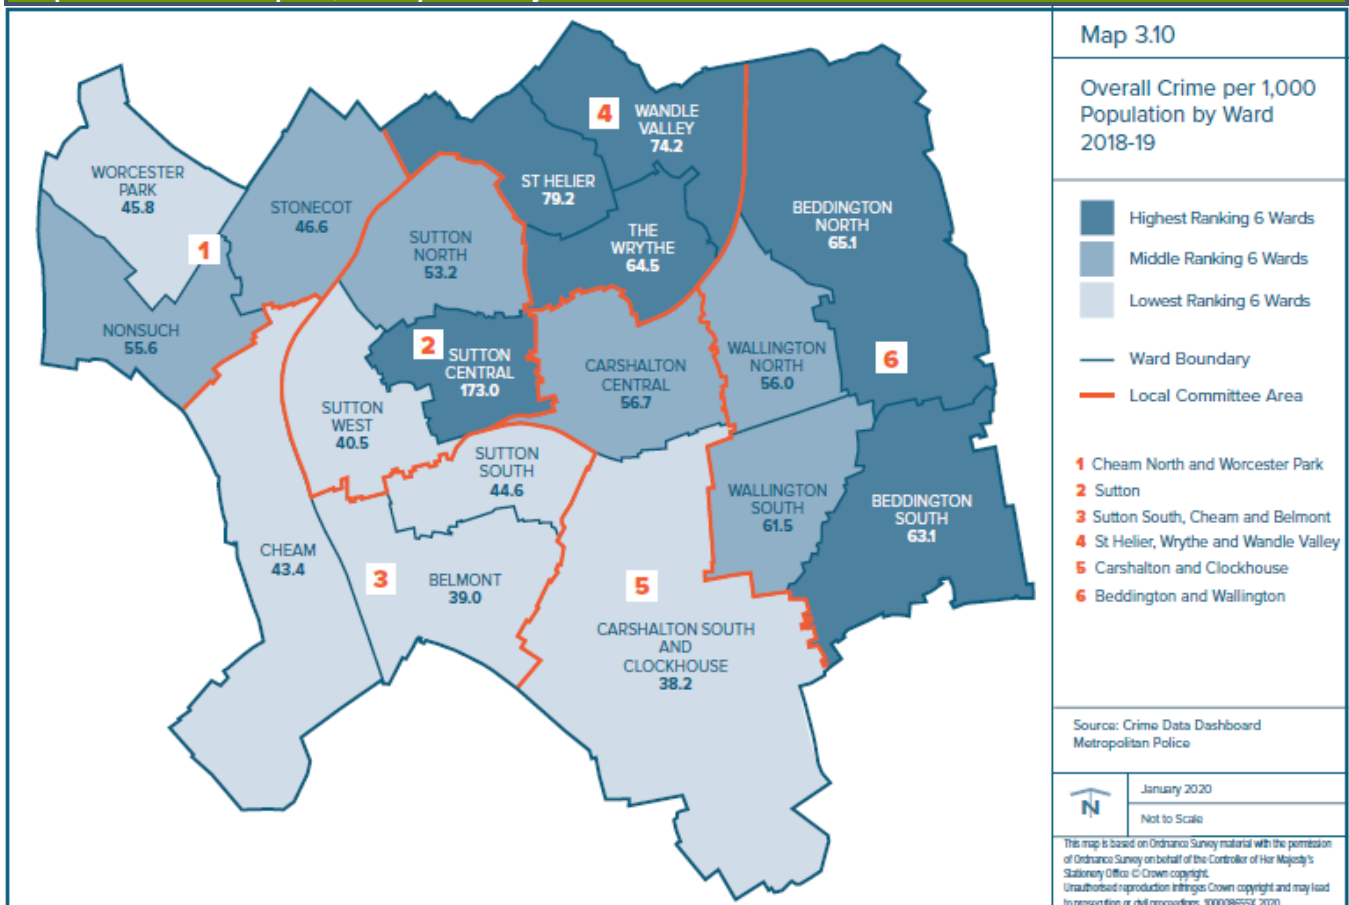 Map 3.10
Overall Crime per 1,000
Population by Ward
2018-19
Highest Ranking 6 Wards
Middle Ranking 6 Wards
Lowest Ranking 6 Wards
Ward Boundary
Local Committee Area
1 Cheam North and Worcester Park
2 Sutton
3 Sutton South, Cheam and Belmont
4 St Helier, Wrythe and Wandle Valley
5 Carshalton and Clockhouse
6 Beddington and Wallington
Source: Crime Data Dashboard
Metropolitan Police
N
January 2020
Not to Scale
This map is based on Ordnance Survey material with the permission
of Ordnance Survey on behalf of the Controller of Her Majesty's
Stationery Office © Crown copyright.
Unauthorised reproduction infringes Crown copyright and may lead
to prosecution or civil proceedings. 2020
4
WANDLE
VALLEY
74.2
WORCESTER
PARK
45.8
ST HELIER
79.2
STONECOT
46.6
BEDDINGTON
NORTH
65.1
1
SUTTON
NORTH
53.2
THE
WRYTHE
64.5
NONSUCH
55.6
2
SUTTON
CENTRAL
173.0
CARSHALTON
CENTRAL
56.7
WALLINGTON
NORTH
56.0
6
SUTTON
WEST
40.5
SUTTON
SOUTH
44.6
WALLINGTON
SOUTH
61.5
BEDDINGTON
SOUTH
63.1
CHEAM
43.4
3
BELMONT
39.0
5
CARSHALTON SOUTH
AND
CLOCKHOUSE
38.2